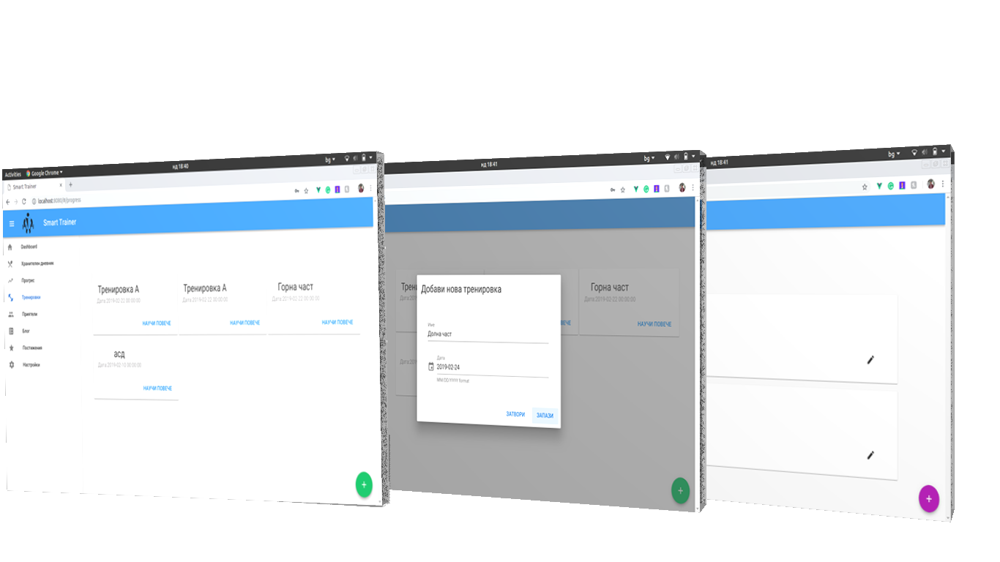 Activities
Google Chrome
нд 18:40
bg
Smart Trainer
localhost:8080/#/progress
Smart Trainer
Dashboard
Хранителен дневник
Прогрес
Тренировки
Приятели
Блог
Постижения
Настройки
Тренировка А
Дата:2019-02-22 00:00:00
НАУЧИ ПОВЕЧЕ
Тренировка А
Дата:2019-02-22 00:00:00
НАУЧИ ПОВЕЧЕ
Горна част
Дата:2019-02-22 00:00:00
НАУЧИ ПОВЕЧЕ
асд
Дата:2019-02-10 00:00:00
НАУЧИ ПОВЕЧЕ
нд 18:41
bg
Добави нова тренировка
Име
Долна част
Дата
2019-02-24
MM/DD/YYYY format
ЗАТВОРИ
ЗАПАЗИ
Горна част
Дата:2019-02-22 00:00:00
НАУЧИ ПОВЕЧЕ
нд 18:41
bg